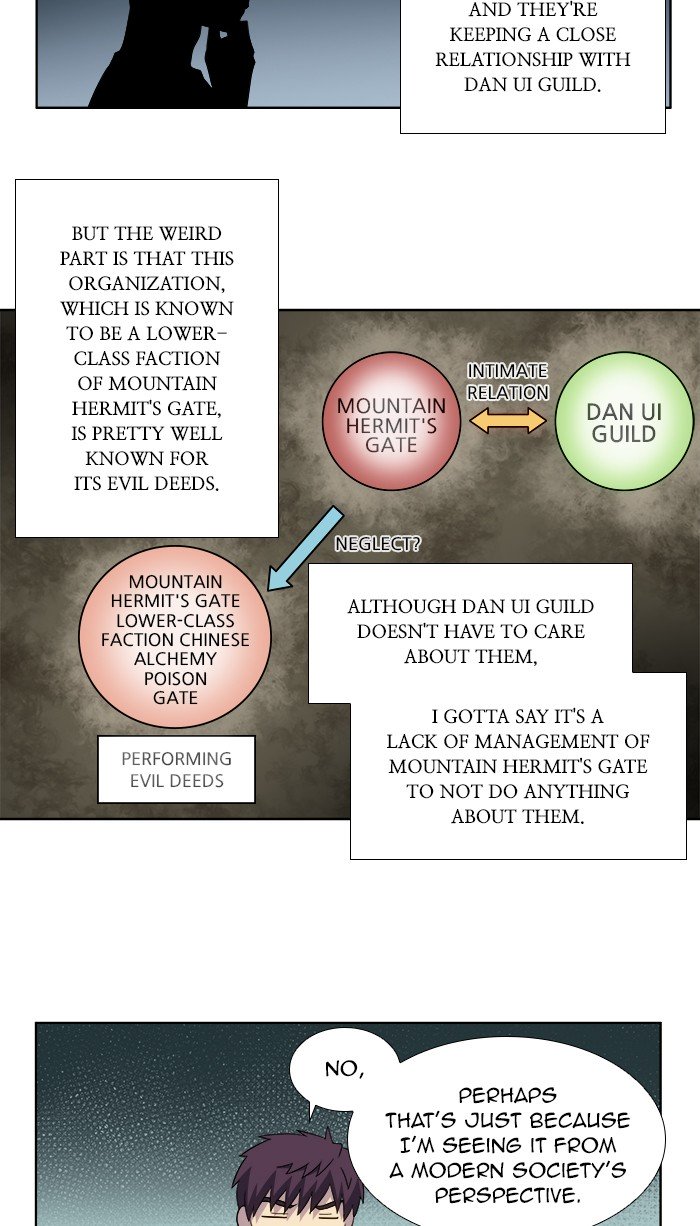 AND THEY'RE
KEEPING A CLOSE
RELATIONSHIP WITH
DAN UI GUILD.
BUT THE WEIRD
PART IS THAT THIS
ORGANIZATION,
WHICH IS KNOWN
TO BE A LOWER-
CLASS FACTION
OF MOUNTAIN
HERMIT'S GATE,
IS PRETTY WELL
KNOWN FOR
ITS EVIL DEEDS.
MOUNTAIN
HERMIT'S
GATE
INTIMATE
RELATION
DAN UI
GUILD
NEGLECT?
MOUNTAIN
HERMIT'S GATE
LOWER-CLASS
FACTION CHINESE
ALCHEMY
POISON
GATE
PERFORMING
EVIL DEEDS
ALTHOUGH DAN UI GUILD
DOESN'T HAVE TO CARE
ABOUT THEM,
I GOTTA SAY IT'S A
LACK OF MANAGEMENT OF
MOUNTAIN HERMIT'S GATE
TO NOT DO ANYTHING
ABOUT THEM.
NO,
PERHAPS
THAT'S JUST BECAUSE
I'M SEEING IT FROM
A MODERN SOCIETY'S
PERSPECTIVE.